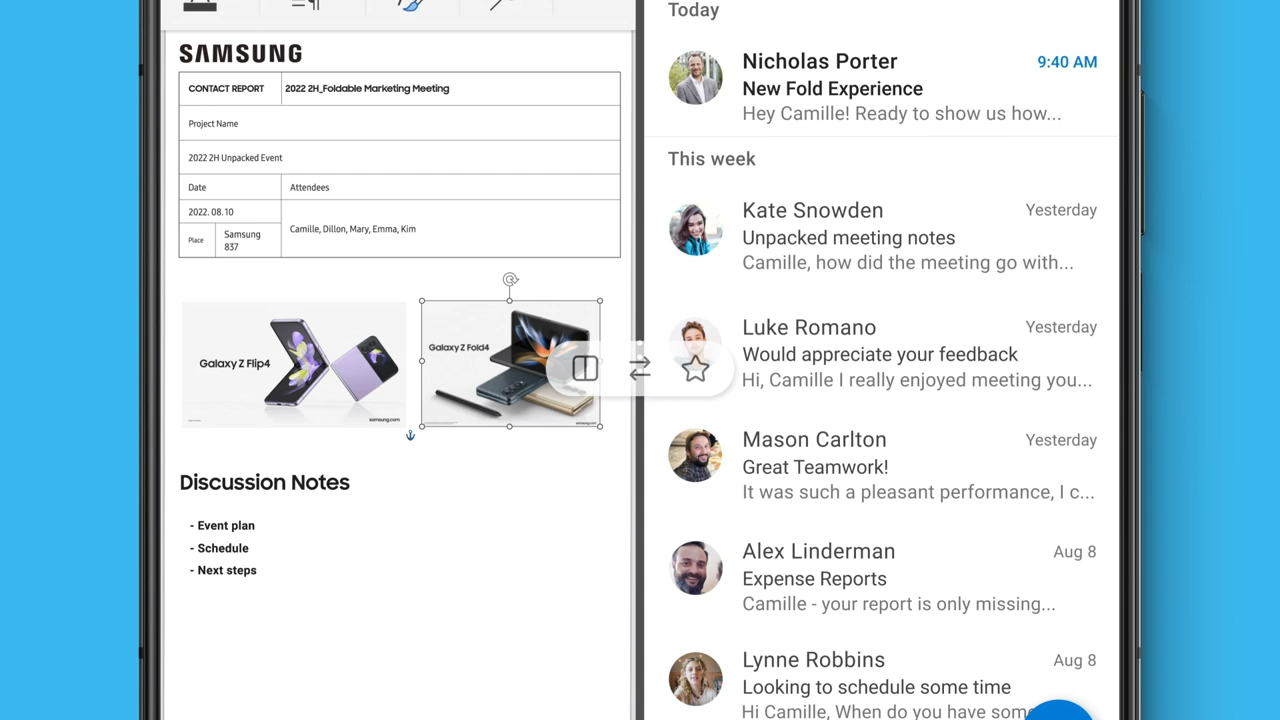 SAMSUNG
CONTACT REPORT
2022 2H_Foldable Marketing Meeting
Project Name
2022 2H Unpacked Event
Date
Attendees
2022. 08. 10
Camille, Dillon, Mary, Emma, Kim
Place
Samsung
837
Galaxy Z Flip4
samsung.com
Galaxy Z Fold4
samsung.com
Discussion Notes
- Event plan
- Schedule
- Next steps
Today
Nicholas Porter
9:40 AM
New Fold Experience
Hey Camille! Ready to show us how...
This week
Kate Snowden
Yesterday
Unpacked meeting notes
Camille, how did the meeting go with...
Luke Romano
Yesterday
Would appreciate your feedback
Hi, Camille I really enjoyed meeting you...
Mason Carlton
Yesterday
Great Teamwork!
It was such a pleasant performance, I c...
Alex Linderman
Aug 8
Expense Reports
Camille - your report is only missing...
Lynne Robbins
Aug 8
Looking to schedule some time
Hi Camille, When do you have some